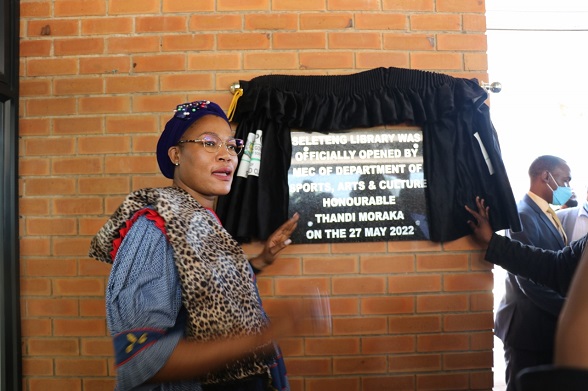 SELETENG LIBRARY WAS
OFFICIALLY OPENED BY
MEC OF DEPARTMENT OF
SPORTS, ARTS & CULTURE
HONOURABLE
THANDI MORAKA
ON THE 27 MAY 2022